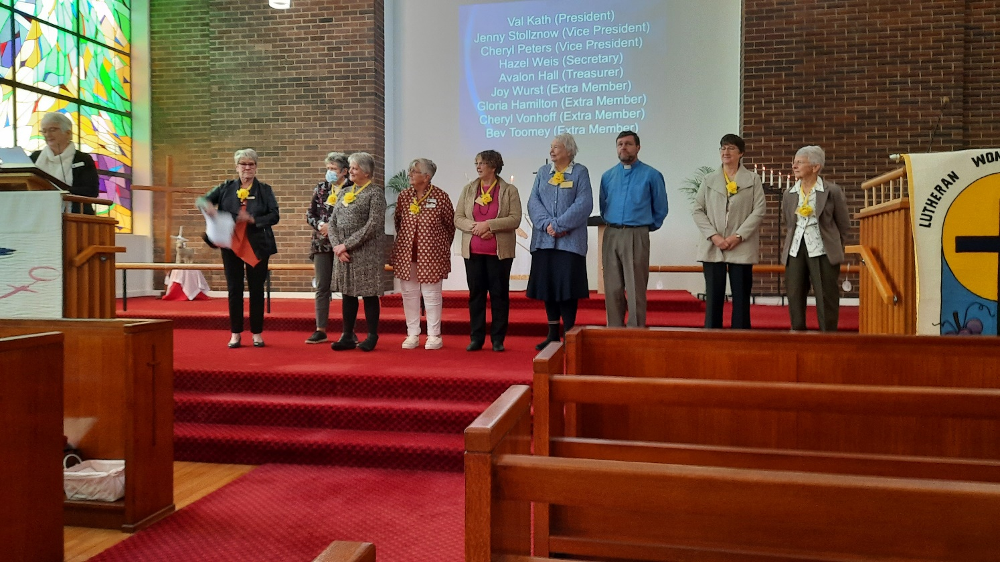 Val Kath (President)
Jenny Stollznow (Vice President)
Cheryl Peters (Vice President)
Hazel Weis (Secretary)
Avalon Hall (Treasurer)
Joy Wurst (Extra Member)
Gloria Hamilton (Extra Member)
Cheryl Vonhoff (Extra Member)
Bev Toomey (Extra Member)
LUTHERAN